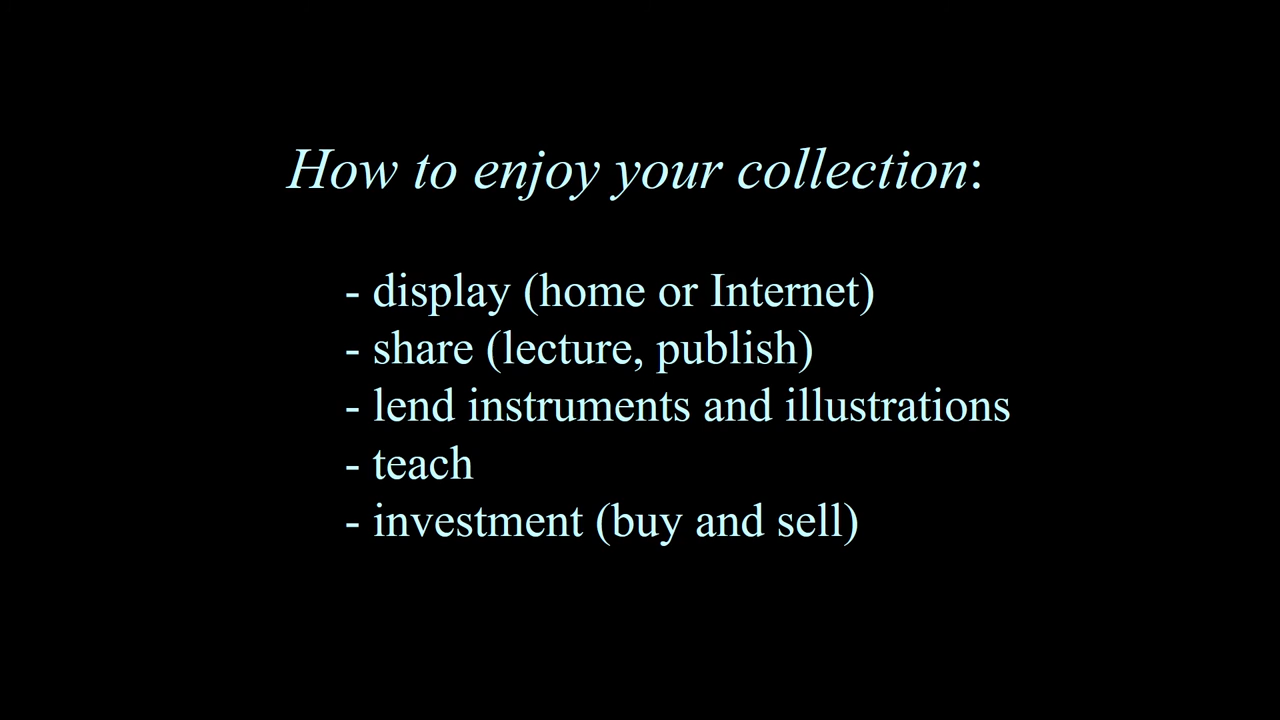 How to enjoy your collection:
- display (home or Internet)
- share (lecture, publish)
- lend instruments and illustrations
- teach
- investment (buy and sell)